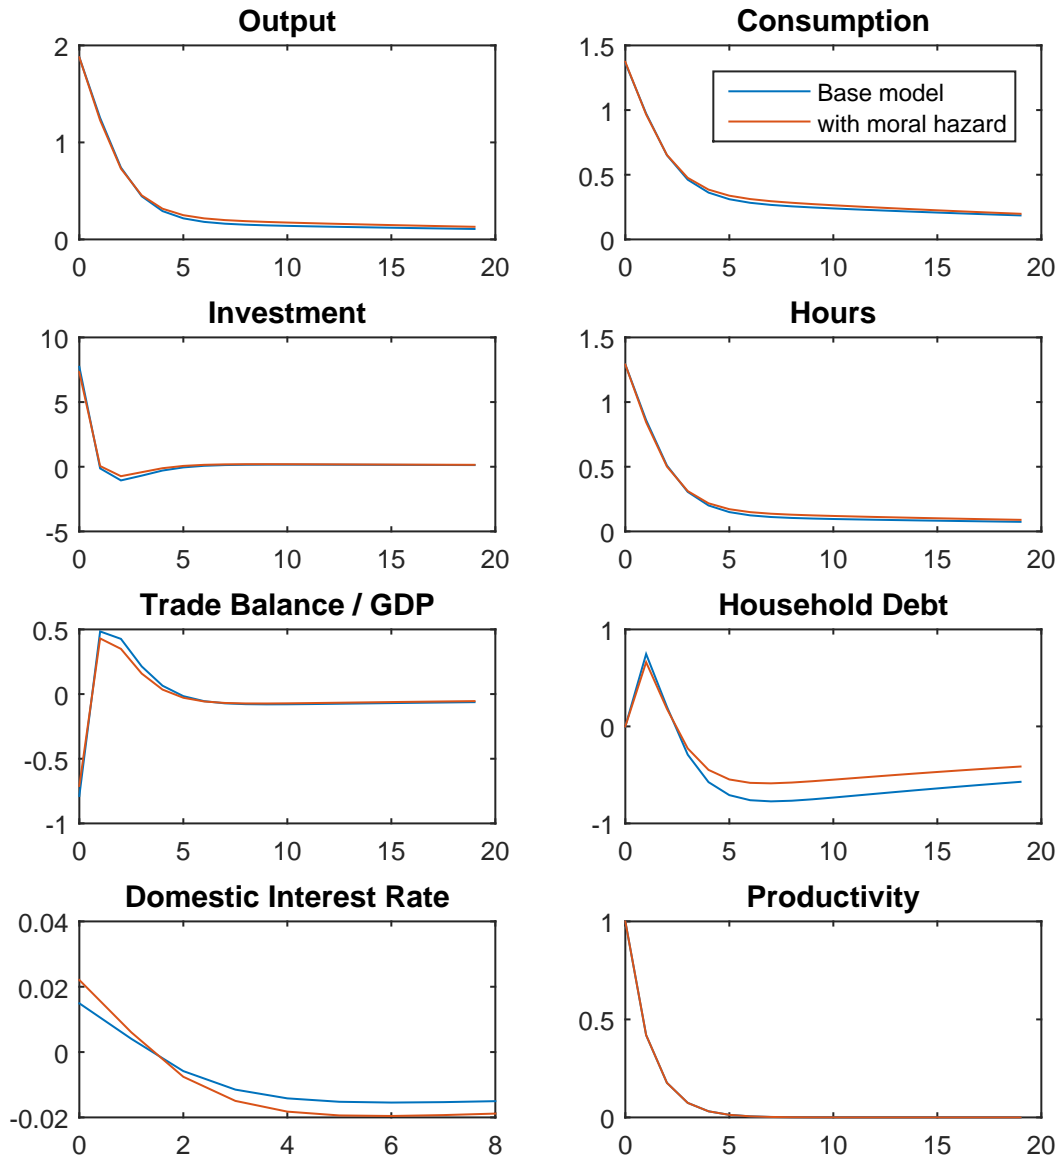 Output
2
1
0
0 5 10 15 20
Consumption
1.5
1
0.5
0
0 5 10 15 20
Base model
with moral hazard
Investment
10
5
0
-5
0 5 10 15 20
Hours
1.5
1
0.5
0
0 5 10 15 20
Trade Balance / GDP
0.5
0
-0.5
-1
0 5 10 15 20
Household Debt
1
0
-1
0 5 10 15 20
Domestic Interest Rate
0.04
0.02
0
-0.02
0 2 4 6 8
Productivity
1
0.5
0
0 5 10 15 20